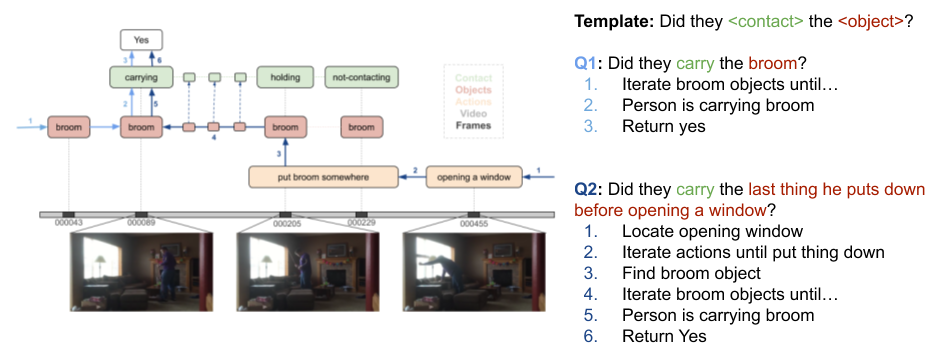 Yes
3
6
carrying
holding
not-contacting
Contact
Objects
Actions
Video
Frames
2
5
1
broom
broom
4
broom
broom
3
put broom somewhere
2
opening a window
1
000043
000089
000205
000229
000455
Template: Did they <contact> the <object>?
Q1: Did they carry the broom?
1. Iterate broom objects until…
2. Person is carrying broom
3. Return yes
Q2: Did they carry the last thing he puts down
before opening a window?
1. Locate opening window
2. Iterate actions until put thing down
3. Find broom object
4. Iterate broom objects until…
5. Person is carrying broom
6. Return Yes